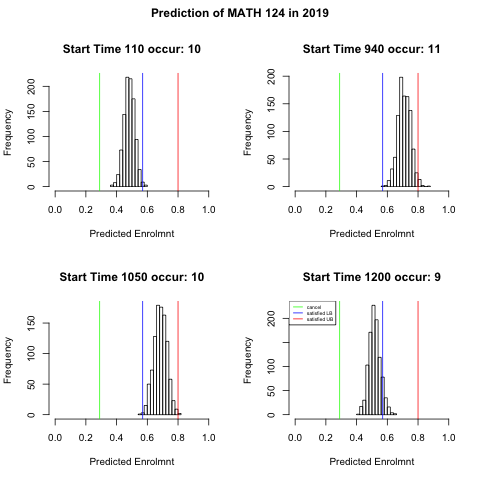 Prediction of MATH 124 in 2019
Start Time 110 occur: 10
Frequency
0 50 100 150 200
0.0 0.2 0.4 0.6 0.8 1.0
Predicted Enrolmnt
Start Time 940 occur: 11
Frequency
0 50 100 150 200
0.0 0.2 0.4 0.6 0.8 1.0
Predicted Enrolmnt
Start Time 1050 occur: 10
Frequency
0 50 100 150
0.0 0.2 0.4 0.6 0.8 1.0
Predicted Enrolmnt
Start Time 1200 occur: 9
cancel
satisfied LB
satisfied UB
Frequency
0 50 100 200
0.0 0.2 0.4 0.6 0.8 1.0
Predicted Enrolmnt